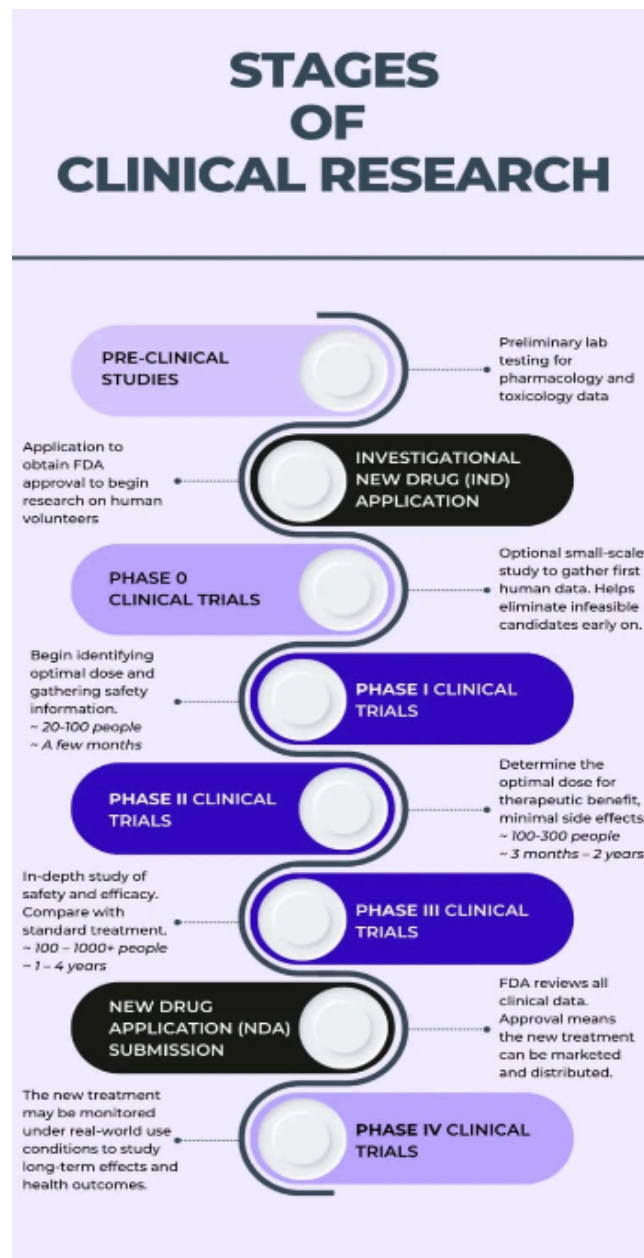 STAGES
OF
CLINICAL RESEARCH
PRE-CLINICAL
STUDIES
Preliminary lab
testing for
pharmacology and
toxicology data
Application to
obtain FDA
approval to begin
research on human
volunteers
INVESTIGATIONAL
NEW DRUG (IND)
APPLICATION
PHASE 0
CLINICAL TRIALS
Optional small-scale
study to gather first
human data. Helps
eliminate infeasible
candidates early on.
Begin identifying
optimal dose and
gathering safety
information.
~ 20-100 people
~ A few months
PHASE I CLINICAL
TRIALS
PHASE II CLINICAL
TRIALS
Determine the
optimal dose for
therapeutic benefit,
minimal side effects.
~ 100-300 people
~ 3 months – 2 years
In-depth study of
safety and efficacy.
Compare with
standard treatment.
~ 100 – 1000+ people
~ 1 – 4 years
PHASE III CLINICAL
TRIALS
NEW DRUG
APPLICATION (NDA)
SUBMISSION
FDA reviews all
clinical data.
Approval means
the new treatment
can be marketed
and distributed.
The new treatment
may be monitored
under real-world use
conditions to study
long-term effects and
health outcomes.
PHASE IV CLINICAL
TRIALS